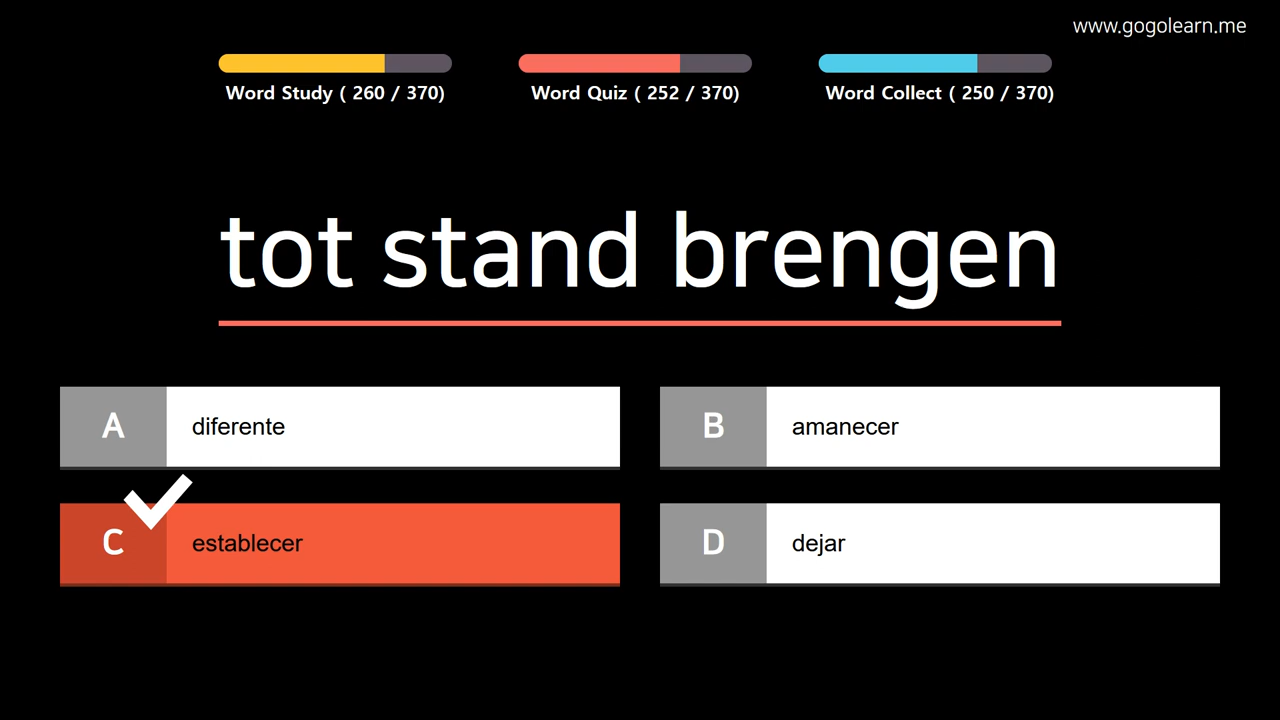 www.gogolearn.me
Word Study ( 260 / 370)
Word Quiz ( 252 / 370)
Word Collect ( 250 / 370)
tot stand brengen
A diferente
B amanecer
C establecer
D dejar